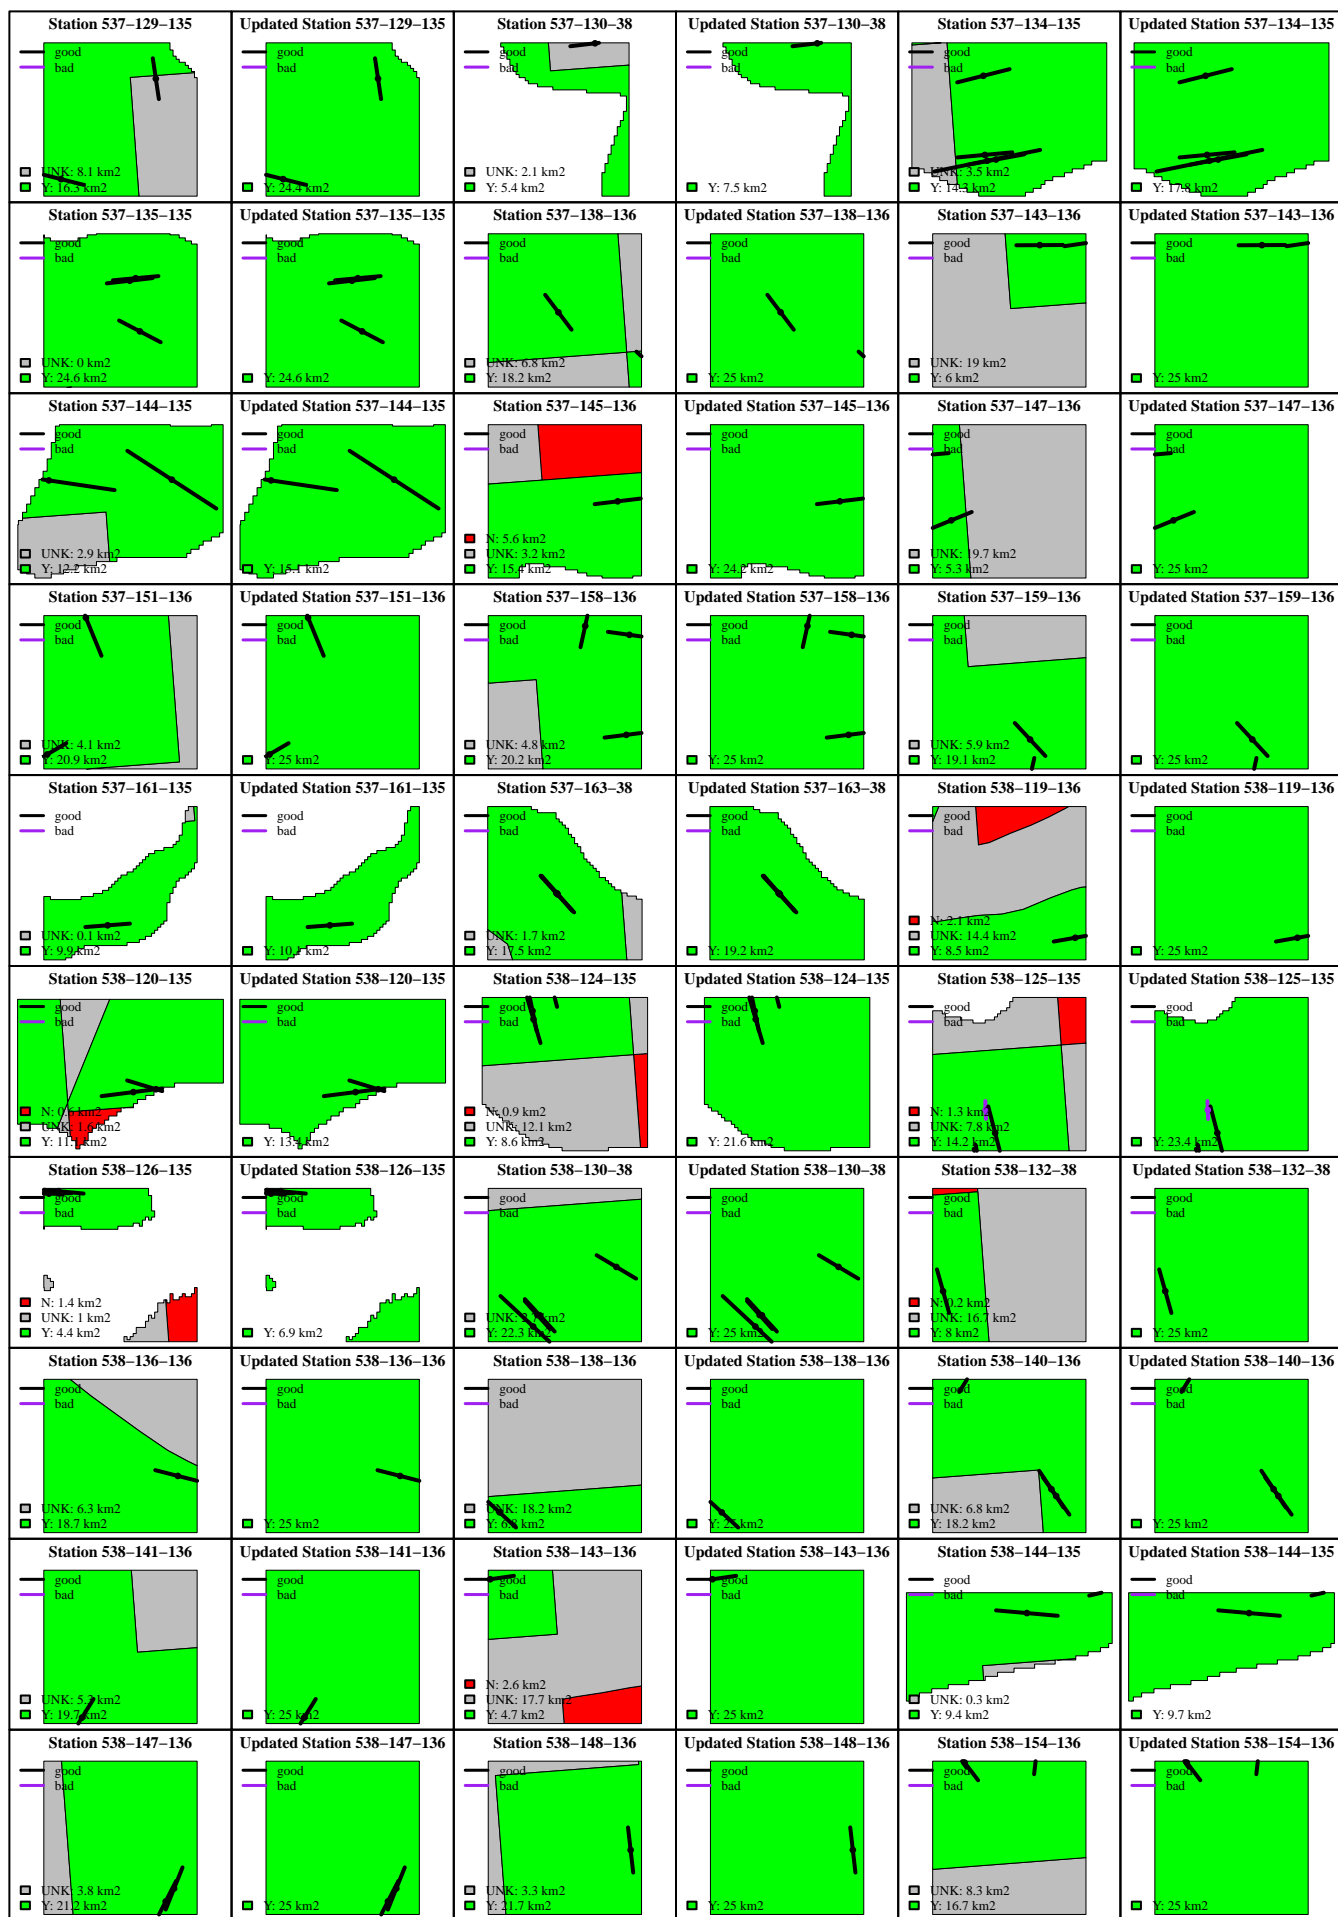 Station 537−129−135
good
bad
UNK: 8.1 km2
Y: 16.3 km2
Updated Station 537−129−135
good
bad
Y: 24.4 km2
Station 537−130−38
good
bad
UNK: 2.1 km2
Y: 5.4 km2
Updated Station 537−130−38
good
bad
Y: 7.5 km2
Station 537−134−135
good
bad
UNK: 3.5 km2
Y: 14.3 km2
Updated Station 537−134−135
good
bad
Y: 17.8 km2
Station 537−135−135
good
bad
UNK: 0 km2
Y: 24.6 km2
Updated Station 537−135−135
good
bad
Y: 24.6 km2
Station 537−138−136
good
bad
UNK: 6.8 km2
Y: 18.2 km2
Updated Station 537−138−136
good
bad
Y: 25 km2
Station 537−143−136
good
bad
UNK: 19 km2
Y: 6 km2
Updated Station 537−143−136
good
bad
Y: 25 km2
Station 537−144−135
good
bad
UNK: 2.9 km2
Y: 12.2 km2
Updated Station 537−144−135
good
bad
Y: 15.1 km2
Station 537−145−136
good
bad
N: 5.6 km2
UNK: 3.2 km2
Y: 15.4 km2
Updated Station 537−145−136
good
bad
Y: 24.2 km2
Station 537−147−136
good
bad
UNK: 19.7 km2
Y: 5.3 km2
Updated Station 537−147−136
good
bad
Y: 25 km2
Station 537−151−136
good
bad
UNK: 4.1 km2
Y: 20.9 km2
Updated Station 537−151−136
good
bad
Y: 25 km2
Station 537−158−136
good
bad
UNK: 4.8 km2
Y: 20.2 km2
Updated Station 537−158−136
good
bad
Y: 25 km2
Station 537−159−136
good
bad
UNK: 5.9 km2
Y: 19.1 km2
Updated Station 537−159−136
good
bad
Y: 25 km2
Station 537−161−135
good
bad
UNK: 0.1 km2
Y: 9.9 km2
Updated Station 537−161−135
good
bad
Y: 10.1 km2
Station 537−163−38
good
bad
UNK: 1.7 km2
Y: 17.5 km2
Updated Station 537−163−38
good
bad
Y: 19.2 km2
Station 538−119−136
good
bad
N: 2.1 km2
UNK: 14.4 km2
Y: 8.5 km2
Updated Station 538−119−136
good
bad
Y: 25 km2
Station 538−120−135
good
bad
N: 0.6 km2
UNK: 1.6 km2
Y: 11.1 km2
Updated Station 538−120−135
good
bad
Y: km2
Station 538−124−135
good
bad
N: 0.9 km2
UNK: 12.1 km2
Y: 8.6 km2
Updated Station 538−124−135
good
bad
Y: 21.6 km2
Station 538−125−135
good
bad
N: 1.3 km2
UNK: 7.8 km2
Y: 14.2 km2
Updated Station 538−125−135
good
bad
Y: 23.4 km2
Station 538−126−135
good
bad
N: 1.4 km2
UNK: 1 km2
Y: 4.4 km2
Updated Station 538−126−135
good
bad
Y: 6.9 km2
Station 538−130−38
good
bad
UNK: 2.7 km2
Y: 22.3 km2
Updated Station 538−130−38
good
bad
Y: 25 km2
Station 538−132−38
good
bad
N: 0.2 km2
UNK: 16.7 km2
Y: 8 km2
Updated Station 538−132−38
good
bad
Y: 25 km2
Station 538−136−136
good
bad
UNK: 6.3 km2
Y: 18.7 km2
Updated Station 538−136−136
good
bad
Y: 25 km2
Station 538−138−136
good
bad
UNK: 18.2 km2
Y: 6.8 km2
Updated Station 538−138−136
good
bad
Y: 25 km2
Station 538−140−136
good
bad
UNK: 6.8 km2
Y: 18.2 km2
Updated Station 538−140−136
good
bad
Y: 25 km2
Station 538−141−136
good
bad
UNK: 5.3 km2
Y: 19.7 km2
Updated Station 538−141−136
good
bad
Y: 25 km2
Station 538−143−136
good
bad
N: 2.6 km2
UNK: 17.7 km2
Y: 4.7 km2
Updated Station 538−143−136
good
bad
Y: 25 km2
Station 538−144−135
good
bad
UNK: 0.3 km2
Y: 9.4 km2
Updated Station 538−144−135
good
bad
Y: 9.7 km2
Station 538−147−136
good
bad
UNK: 3.8 km2
Y: 21.2 km2
Updated Station 538−147−136
good
bad
Y: 25 km2
Station 538−148−136
good
bad
UNK: 3.3 km2
Y: 21.7 km2
Updated Station 538−148−136
good
bad
Y: 25 km2
Station 538−154−136
good
bad
UNK: 8.3 km2
Y: 16.7 km2
Updated Station 538−154−136
good
bad
Y: 25 km2